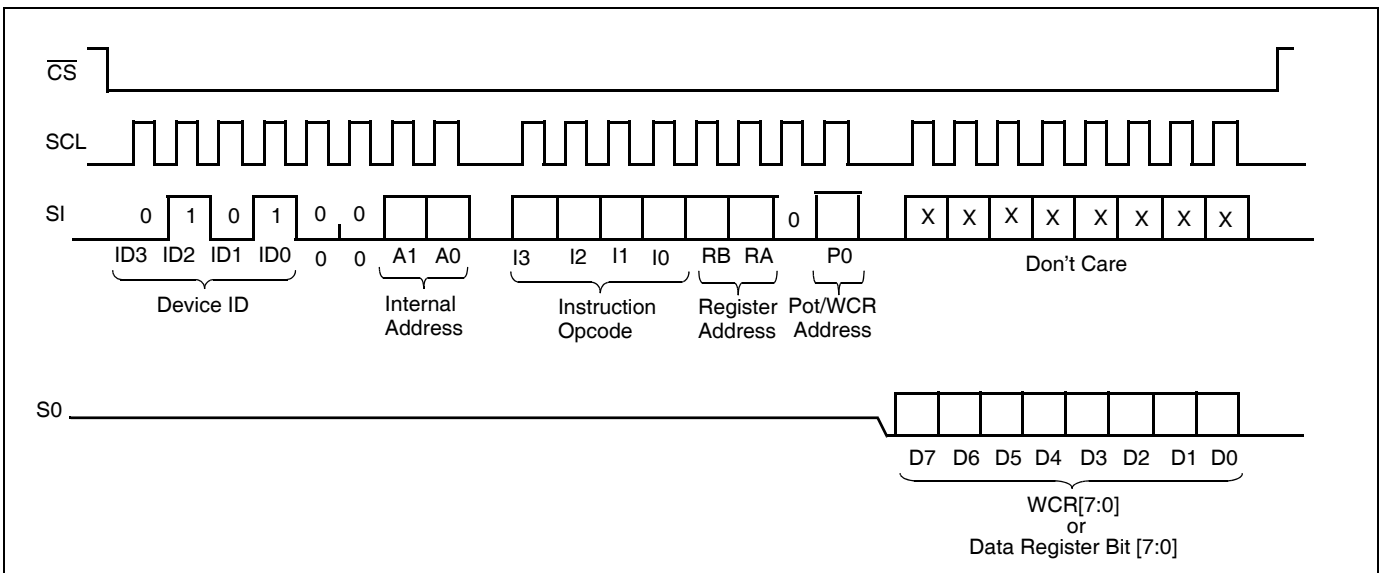 CS
SCL
SI
0 1 0 1 0 0
X X X X X X X X
0
ID3 ID2 ID1 ID0 0 0 A1 A0 I3 I2 I1 I0 RB RA P0
Don't Care
Device ID
Internal
Address
Instruction
Opcode
Register
Address
Pot/WCR
Address
S0
D7 D6 D5 D4 D3 D2 D1 D0
WCR[7:0]
or
Data Register Bit [7:0]